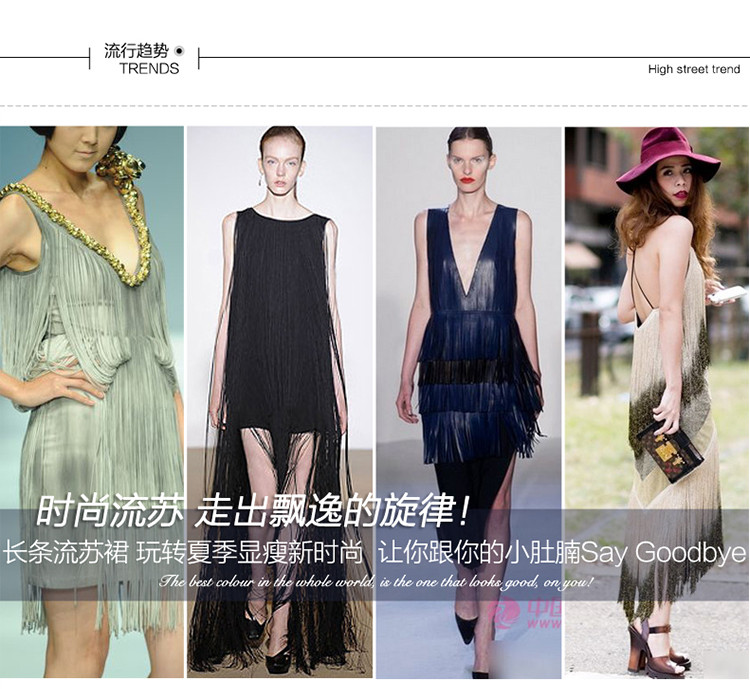 流行趋势
TRENDS
High street trend
时尚流苏 走出飘逸的旋律!
长条流苏裙 玩转夏季显瘦新时尚 让你跟你的小肚腩Say Goodbye
The best colour in the whole world, is the one that looks good, on you!
中国
www